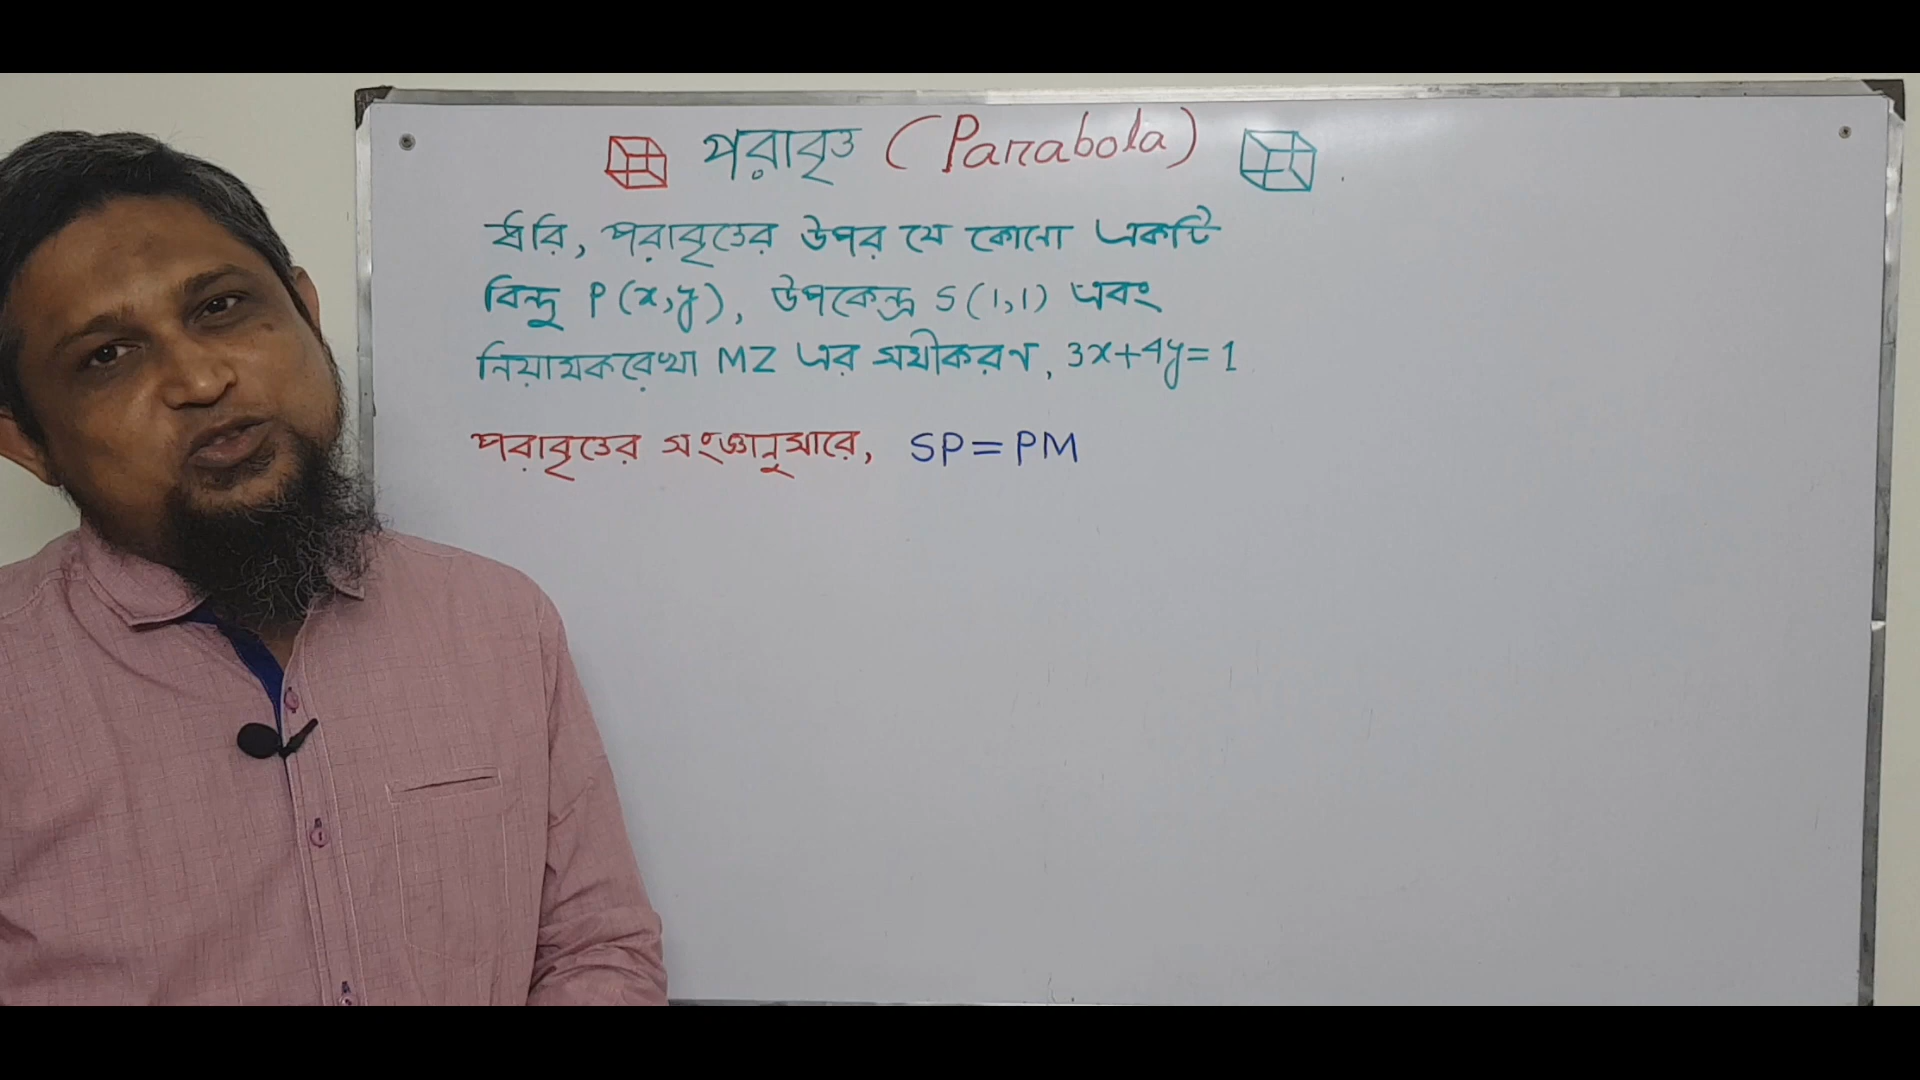 পরাবৃত্ত (Parabola)
ধরি, পরাবৃত্তের উপর যে কোনো একটি
বিন্দু P(x,y), উপকেন্দ্র S(1,1) এবং
নিয়ামকরেখা MZ এর সমীকরণ, 3x+4y=1
পরাবৃত্তের সংজ্ঞানুসারে, SP=PM